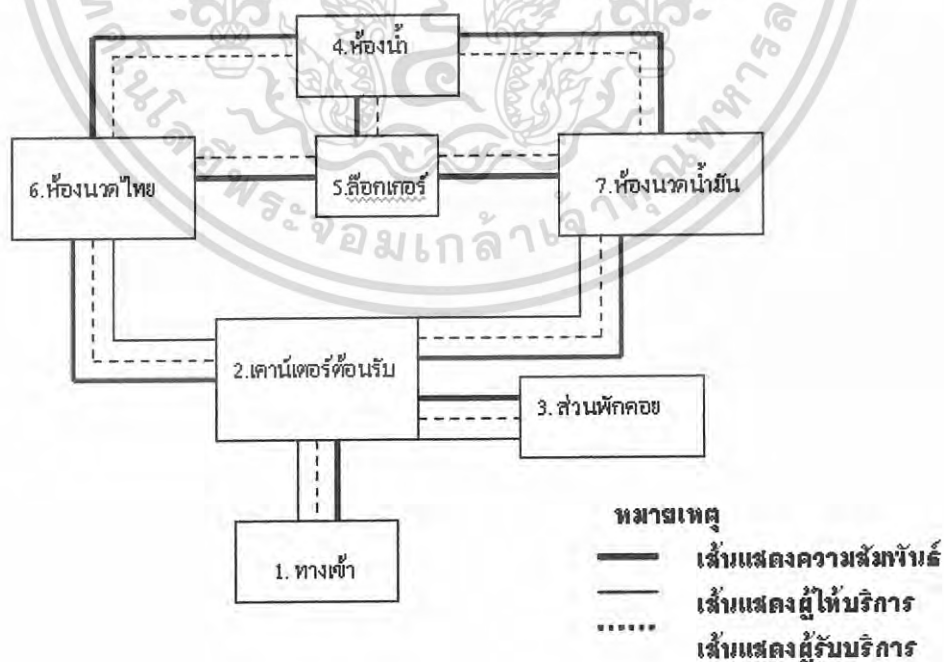 4.ห้องน้ำ
6.ห้องนวดไทย
5.ล๊อกเกอร์
7.ห้องนวดน้ำมัน
2.เคาน์เตอร์ต้อนรับ
3. ส่วนพักคอย
1. ทางเข้า
หมายเหตุ
เส้นแสดงความสัมพันธ์
เส้นแสดงผู้ให้บริการ
เส้นแสดงผู้รับบริการ